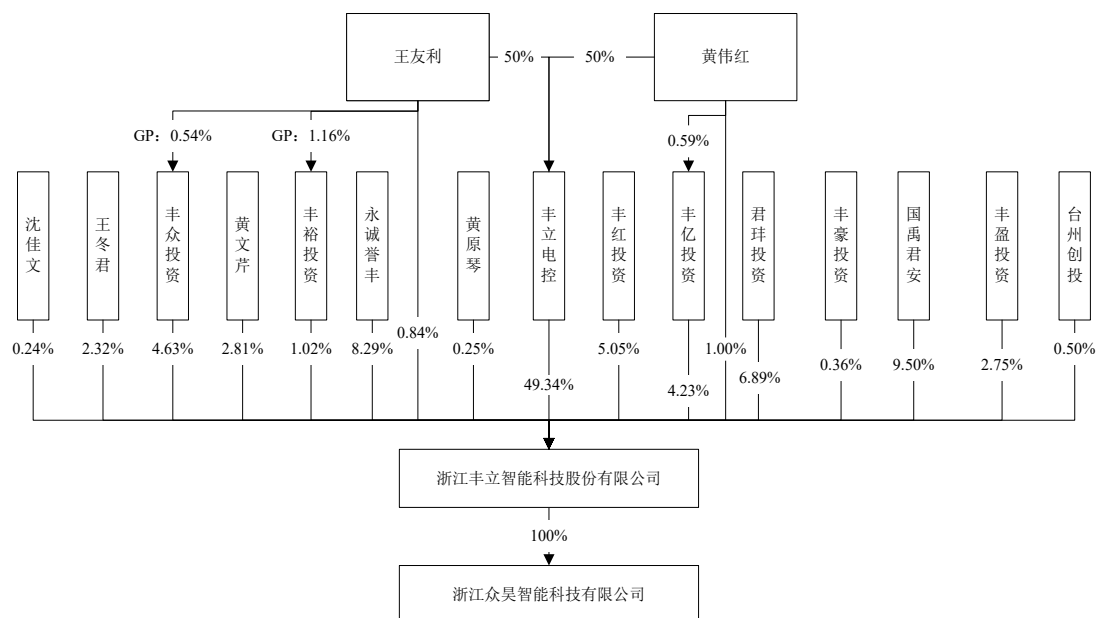 王友利
50%
50%
黄伟红
GP：0.54%
GP：1.16%
0.59%
沈佳文
王冬君
丰众投资
黄文芹
丰裕投资
永诚誉丰
黄原琴
丰立电控
丰红投资
丰亿投资
君玤投资
丰豪投资
国禹君安
丰盈投资
台州创投
0.24%
2.32%
4.63%
2.81%
1.02%
8.29%
0.84%
0.25%
49.34%
5.05%
4.23%
1.00%
6.89%
0.36%
9.50%
2.75%
0.50%
浙江丰立智能科技股份有限公司
100%
浙江众昊智能科技有限公司